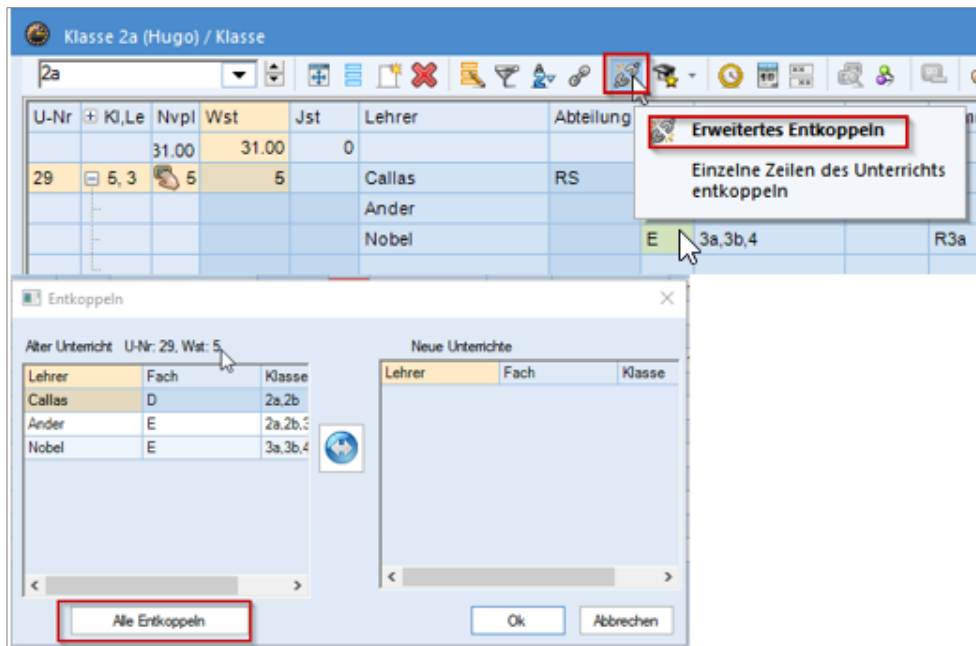 Klasse 2a (Hugo) / Klasse
2a
U-Nr Kl,Le Nvpl Wst Jst Lehrer Abteilung
31.00 31.00 0
29 5, 3 5 5 Callas RS
Ander
Nobel E 3a,3b,4 R3a
Erweitertes Entkoppeln
Einzelne Zeilen des Unterrichts
entkoppeln
Entkoppeln
Alter Unterricht U-Nr: 29, Wst: 5
Lehrer Fach Klasse
Callas D 2a,2b
Ander E 2a,2b,3
Nobel E 3a,3b,4
Alle Entkoppeln
Neue Unterrichte
Lehrer Fach Klasse
Ok Abbrechen